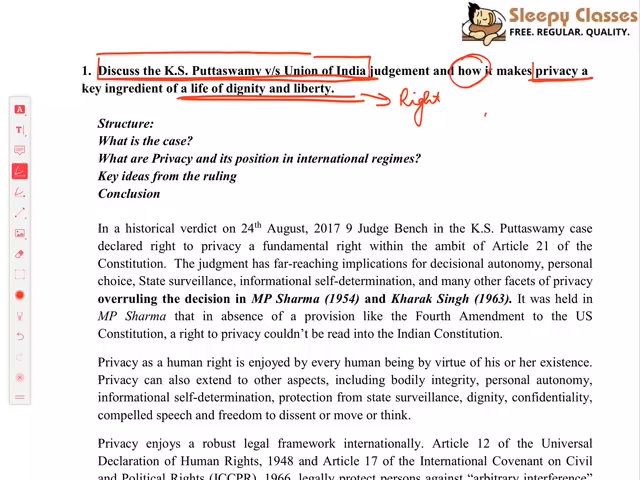 Sleepy Classes
FREE. REGULAR. QUALITY.
1. Discuss the K.S. Puttaswamy v/s Union of India judgement and how it makes privacy a
key ingredient of a life of dignity and liberty.
Right
Structure:
What is the case?
What are Privacy and its position in international regimes?
Key ideas from the ruling
Conclusion
In a historical verdict on 24th August, 2017 9 Judge Bench in the K.S. Puttaswamy case
declared right to privacy a fundamental right within the ambit of Article 21 of the
Constitution. The judgment has far-reaching implications for decisional autonomy, personal
choice, State surveillance, informational self-determination, and many other facets of privacy
overruling the decision in MP Sharma (1954) and Kharak Singh (1963). It was held in
MP Sharma that in absence of a provision like the Fourth Amendment to the US
Constitution, a right to privacy couldn't be read into the Indian Constitution.
Privacy as a human right is enjoyed by every human being by virtue of his or her existence.
Privacy can also extend to other aspects, including bodily integrity, personal autonomy,
informational self-determination, protection from state surveillance, dignity, confidentiality,
compelled speech and freedom to dissent or move or think.
Privacy enjoys a robust legal framework internationally. Article 12 of the Universal
Declaration of Human Rights, 1948 and Article 17 of the International Covenant on Civil
and Political Rights (ICCPR), 1966, legally protect persons against "arbitrary interference"